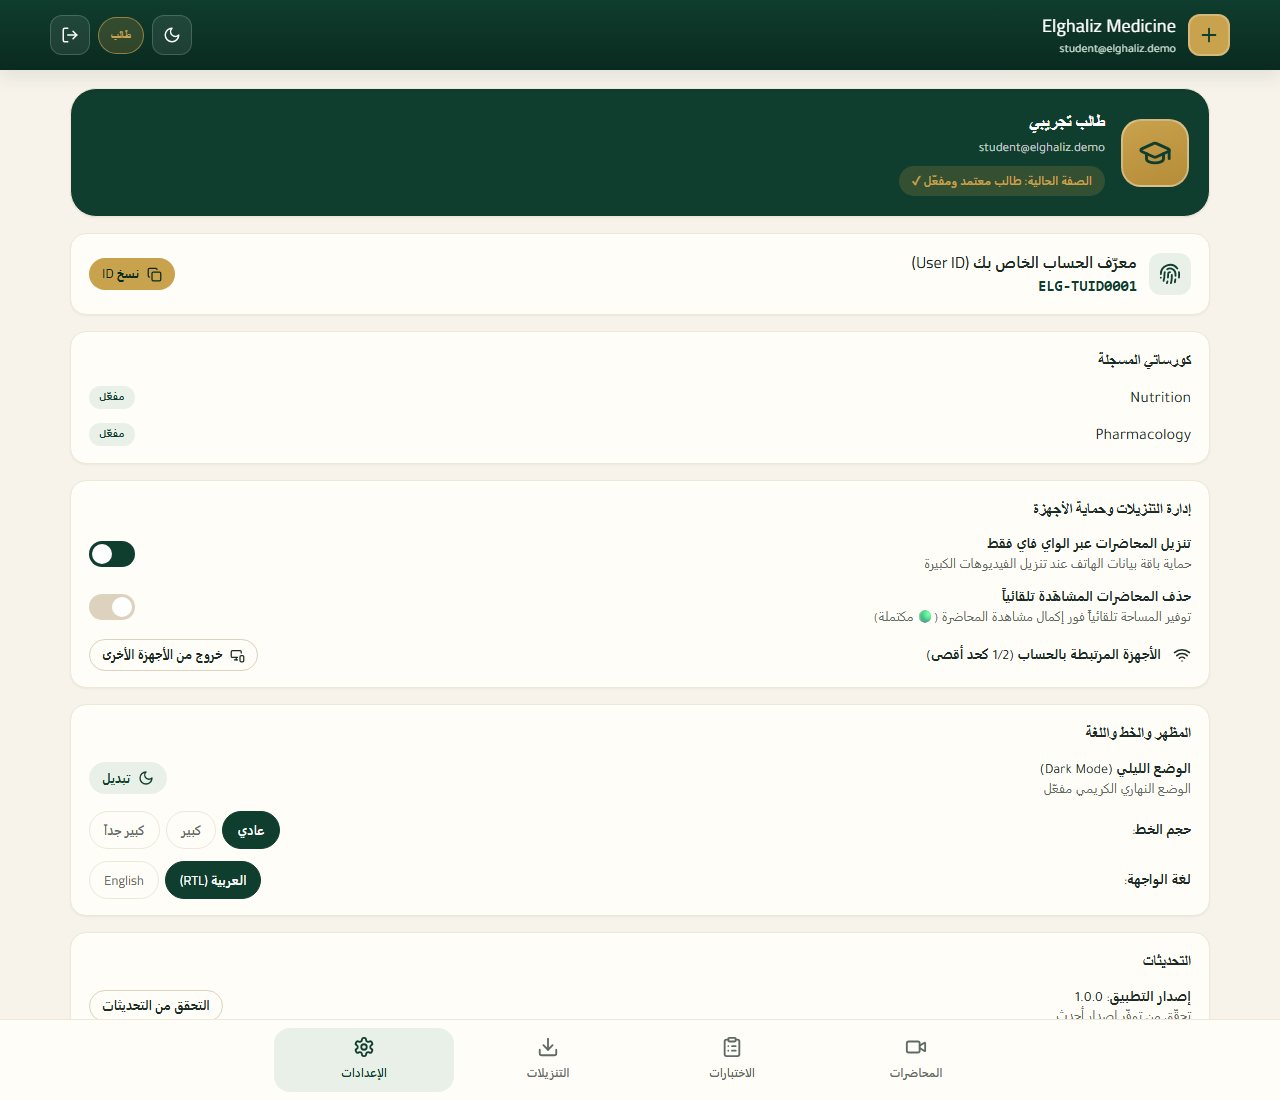 Elghaliz Medicine
student@elghaliz.demo
طالب
طالب تجريبي
student@elghaliz.demo
الصفة الحالية: طالب معتمد ومفعّل ✓
معرّف الحساب الخاص بك (User ID)
ELG-TUID0001
نسخ ID
كورساتي المسجلة
Nutrition
مفعّل
Pharmacology
مفعّل
إدارة التنزيلات وحماية الأجهزة
تنزيل المحاضرات عبر الواي فاي فقط
حماية باقة بيانات الهاتف عند تنزيل الفيديوهات الكبيرة
حذف المحاضرات المشاهدة تلقائياً
توفير المساحة تلقائياً فور إكمال مشاهدة المحاضرة ( مكتملة)
الأجهزة المرتبطة بالحساب (1/2 كحد أقصى)
خروج من الأجهزة الأخرى
المظهر والخط واللغة
الوضع الليلي (Dark Mode)
الوضع النهاري الكريمي مفعّل
تبديل
حجم الخط:
عادي
كبير
كبير جداً
لغة الواجهة:
العربية (RTL)
English
التحديثات
إصدار التطبيق: 1.0.0
تحقّق من توفّر إصدار أحدث
التحقق من التحديثات
المحاضرات
الاختبارات
التنزيلات
الإعدادات